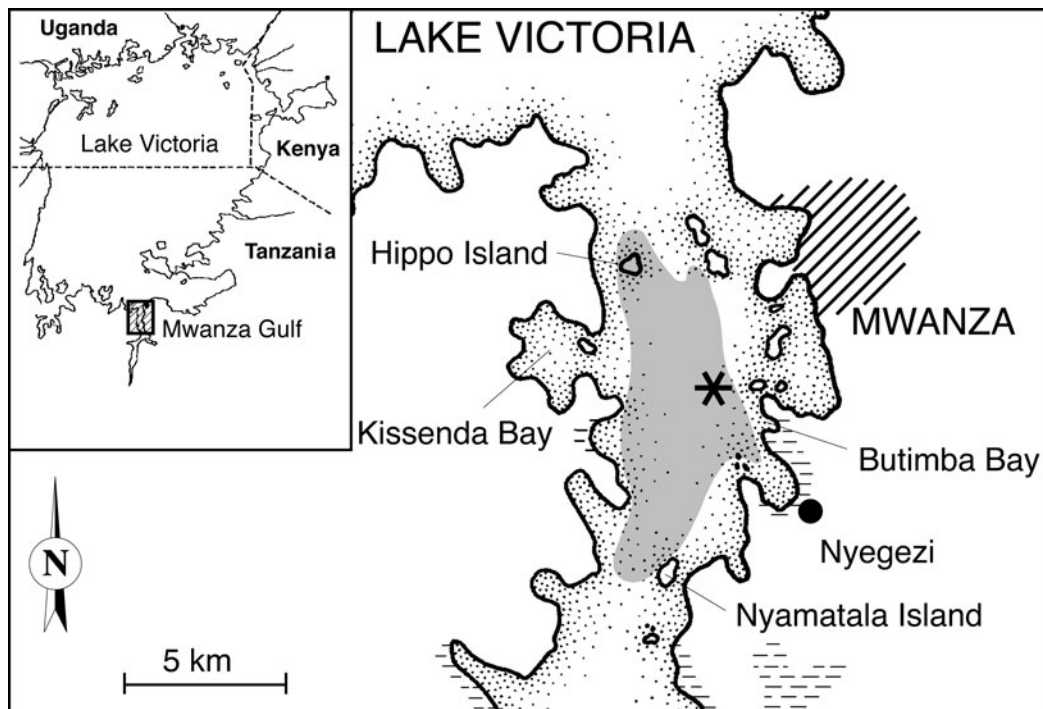 Uganda
Lake Victoria
Kenya
Tanzania
Mwanza Gulf
LAKE VICTORIA
Hippo Island
MWANZA
Kissenda Bay
Butimba Bay
Nyegezi
Nyamatala Island
N
5 km